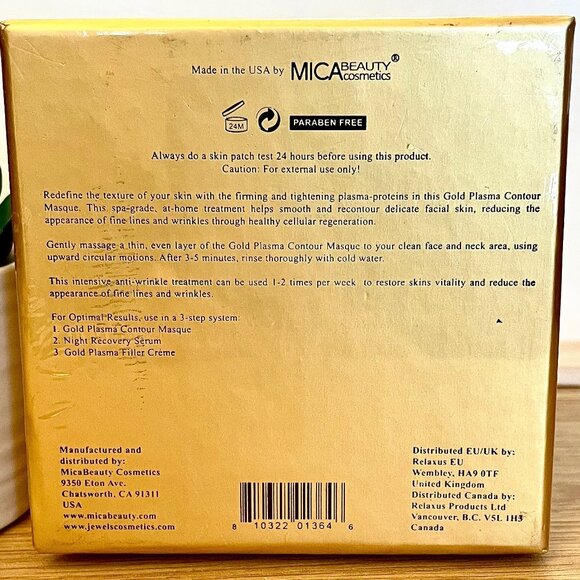 Made in the USA by MICABEAUTY cosmetics®
24M
PARABEN FREE
Always do a skin patch test 24 hours before using this product.
Caution: For external use only!
Redefine the texture of your skin with the firming and tightening plasma-proteins in this Gold Plasma Contour
Masque. This spa-grade, at-home treatment helps smooth and recontour delicate facial skin, reducing the
appearance of fine lines and wrinkles through healthy cellular regeneration.
Gently massage a thin, even layer of the Gold Plasma Contour Masque to your clean face and neck area, using
upward circular motions. After 3-5 minutes, rinse thoroughly with cold water.
This intensive anti-wrinkle treatment can be used 1-2 times per week to restore skins vitality and reduce the
appearance of fine lines and wrinkles.
For Optimal Results, use in a 3-step system:
1. Gold Plasma Contour Masque
2. Night Recovery Serum
3 Gold Plasma Filler Crème
Manufactured and
distributed by:
MicaBeauty Cosmetics
9350 Eton Ave.
Chatsworth, CA 91311
USA
www.micabeauty.com
www.jewelscosmetics.com
8 10322 01364 6
Distributed EU/UK by:
Relaxus EU
Wembley, HA9 0TF
United Kingdom
Distributed Canada by:
Relaxus Products Ltd
Vancouver, B.C. V5L 1H3
Canada